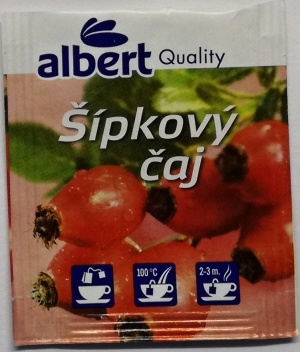 albert Quality
Šípkový
čaj
100 °C
2-3 m.